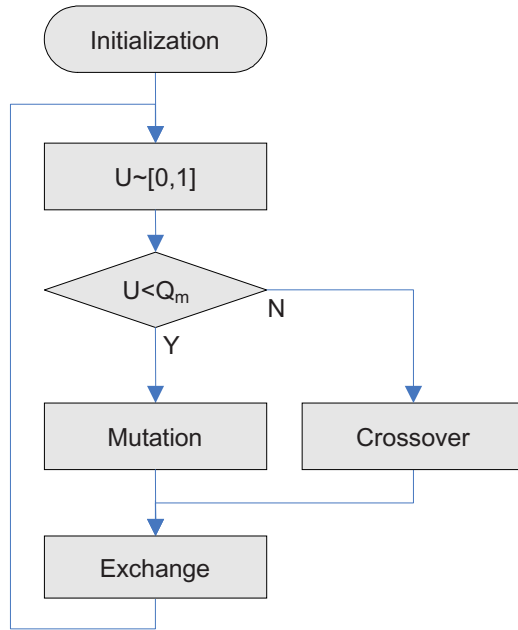 Initialization
U~[0,1]
U<Qm
N
Y
Mutation
Crossover
Exchange